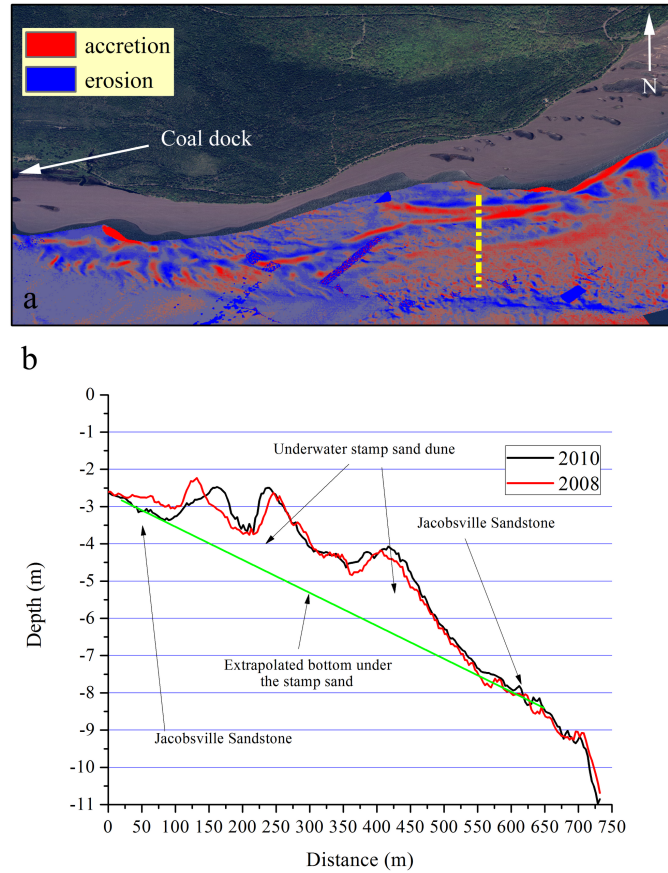 accretion
erosion
N
Coal dock
a
b
0
-1
-2
-3
-4
-5
-6
-7
-8
-9
-10
-11
Depth (m)
Underwater stamp sand dune
2010
2008
Jacobsville Sandstone
Extrapolated bottom under
the stamp sand
Jacobsville Sandstone
0 50 100 150 200 250 300 350 400 450 500 550 600 650 700 750
Distance (m)